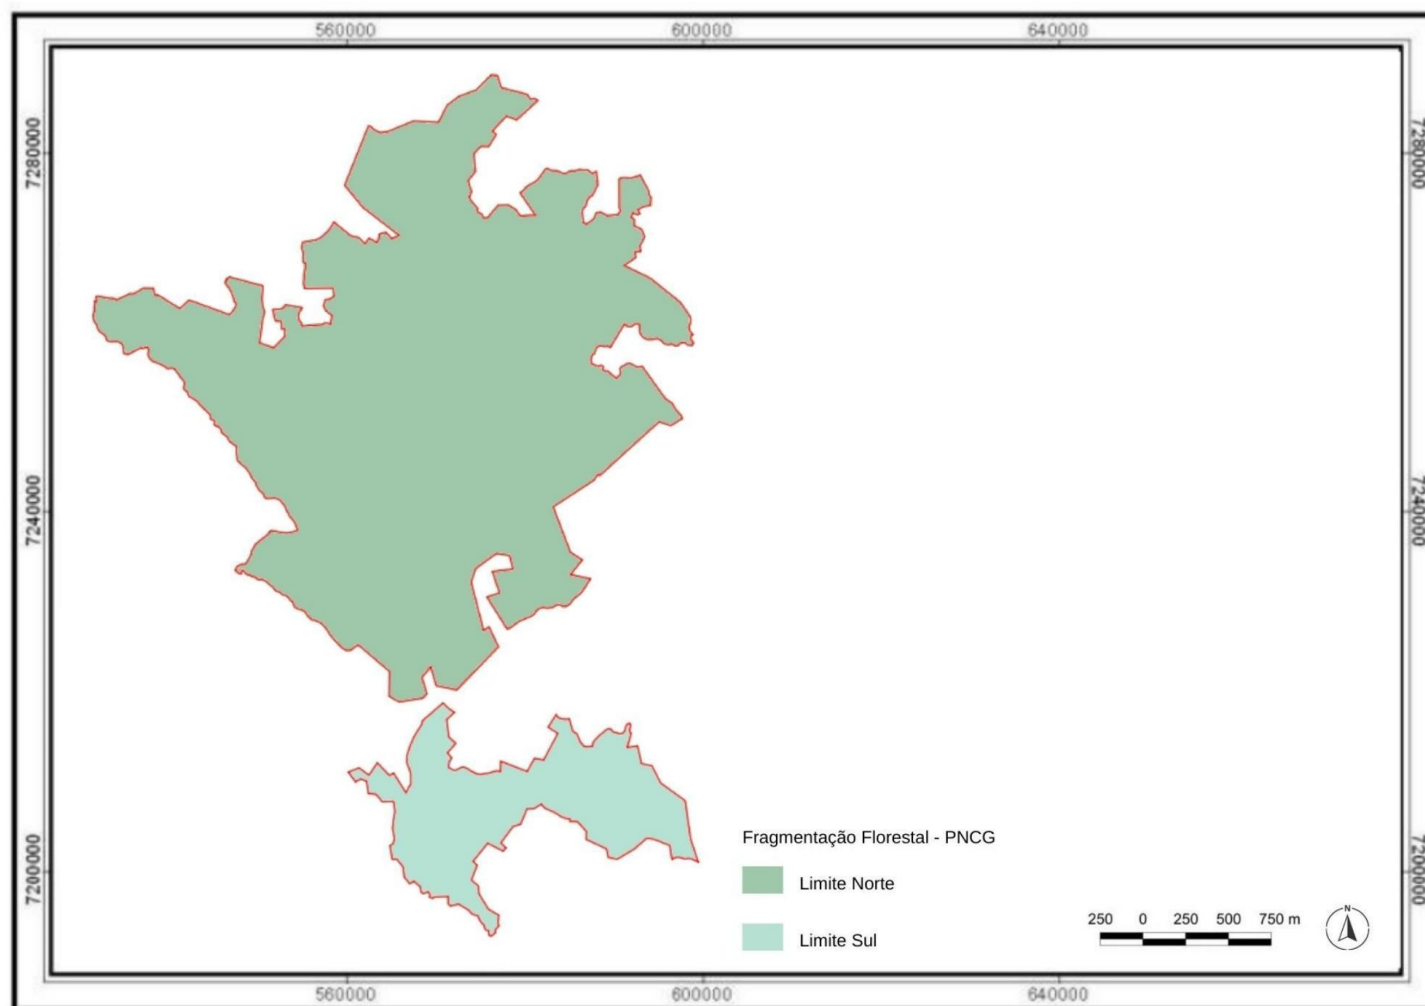 560000 600000 640000
7280000 7280000
7240000 7240000
7200000 7200000
Fragmentação Florestal - PNCG
Limite Norte
Limite Sul
250 0 250 500 750 m
N
560000 600000 640000